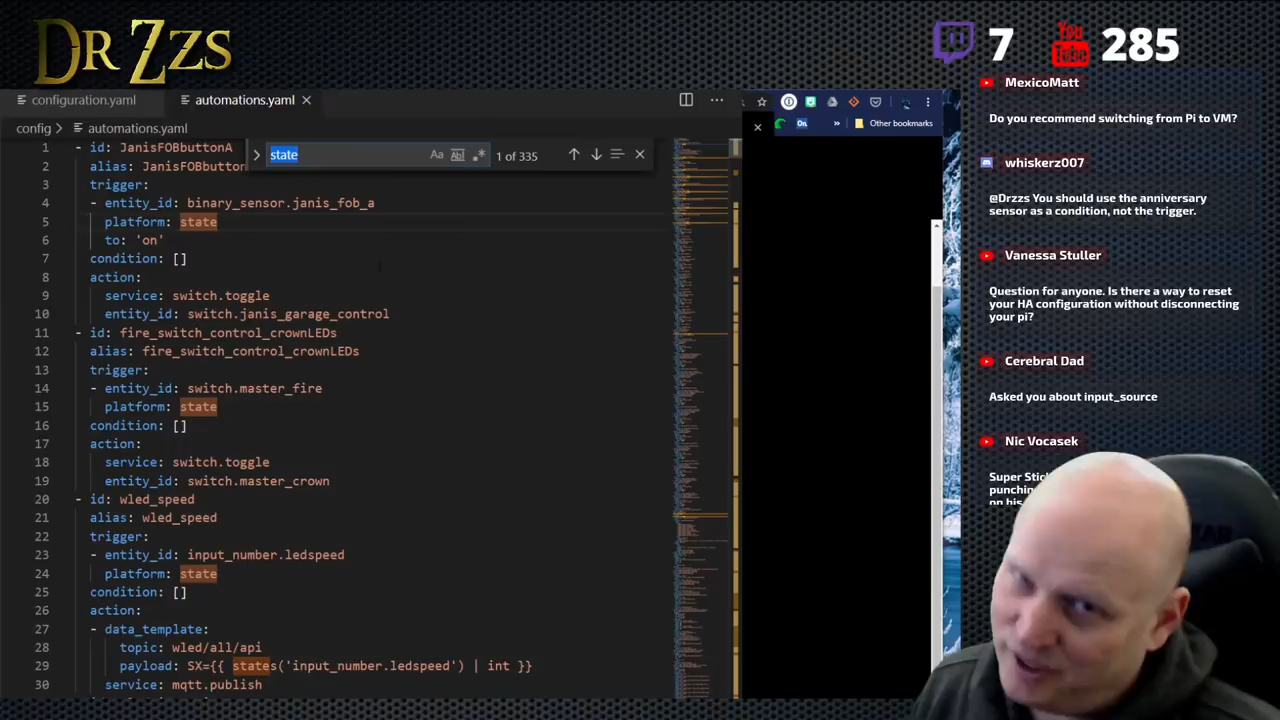 Dr Zzs
7
You Tube
285
configuration.yaml
automations.yaml
config > automations.yaml
state
Aa
Abl
1 of 335
Other bookmarks
On.
1 - id: JanisFOBbuttonA
2 alias: JanisFOBbutton
3 trigger:
4 - entity_id: binary_sensor.janis_fob_a
5 platform: state
6 to: 'on'
7 condition: []
8 action:
9 service: switch.toggle
10 entity_id: switch.janis_garage_control
11 - id: fire_switch_control_crownLEDs
12 alias: fire_switch_control_crownLEDs
13 trigger:
14 - entity_id: switch.master_fire
15 platform: state
16 condition: []
17 action:
18 service: switch.toggle
19 entity_id: switch.master_crown
20 - id: wled_speed
21 alias: wled_speed
22 trigger:
23 - entity_id: input_number.ledspeed
24 platform: state
25 condition: []
26 action:
27 - data_template:
28 topic: wled/all/api
29 payload: SX={{ states('input_number.ledspeed') | int }}
30 service: mqtt.publish
MexicoMatt
Do you recommend switching from Pi to VM?
whiskerz007
@Drzzs You should use the anniversary
sensor as a condition, not the trigger.
Vanessa Stuller
Question for anyone. Is there a way to reset
your HA configuration without disconnecting
your pi?
Cerebral Dad
Asked you about input_source
Nic Vocasek
Super
punching
on his